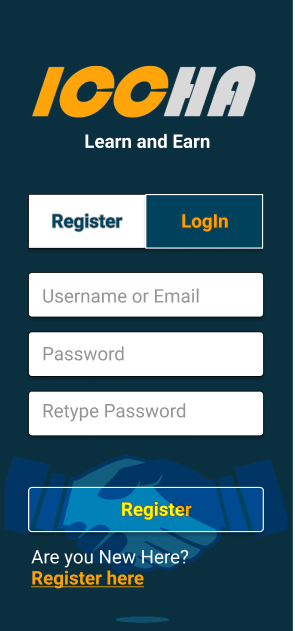 ICCHA
Learn and Earn
Register
LogIn
Username or Email
Password
Retype Password
Register
Are you New Here?
Register here